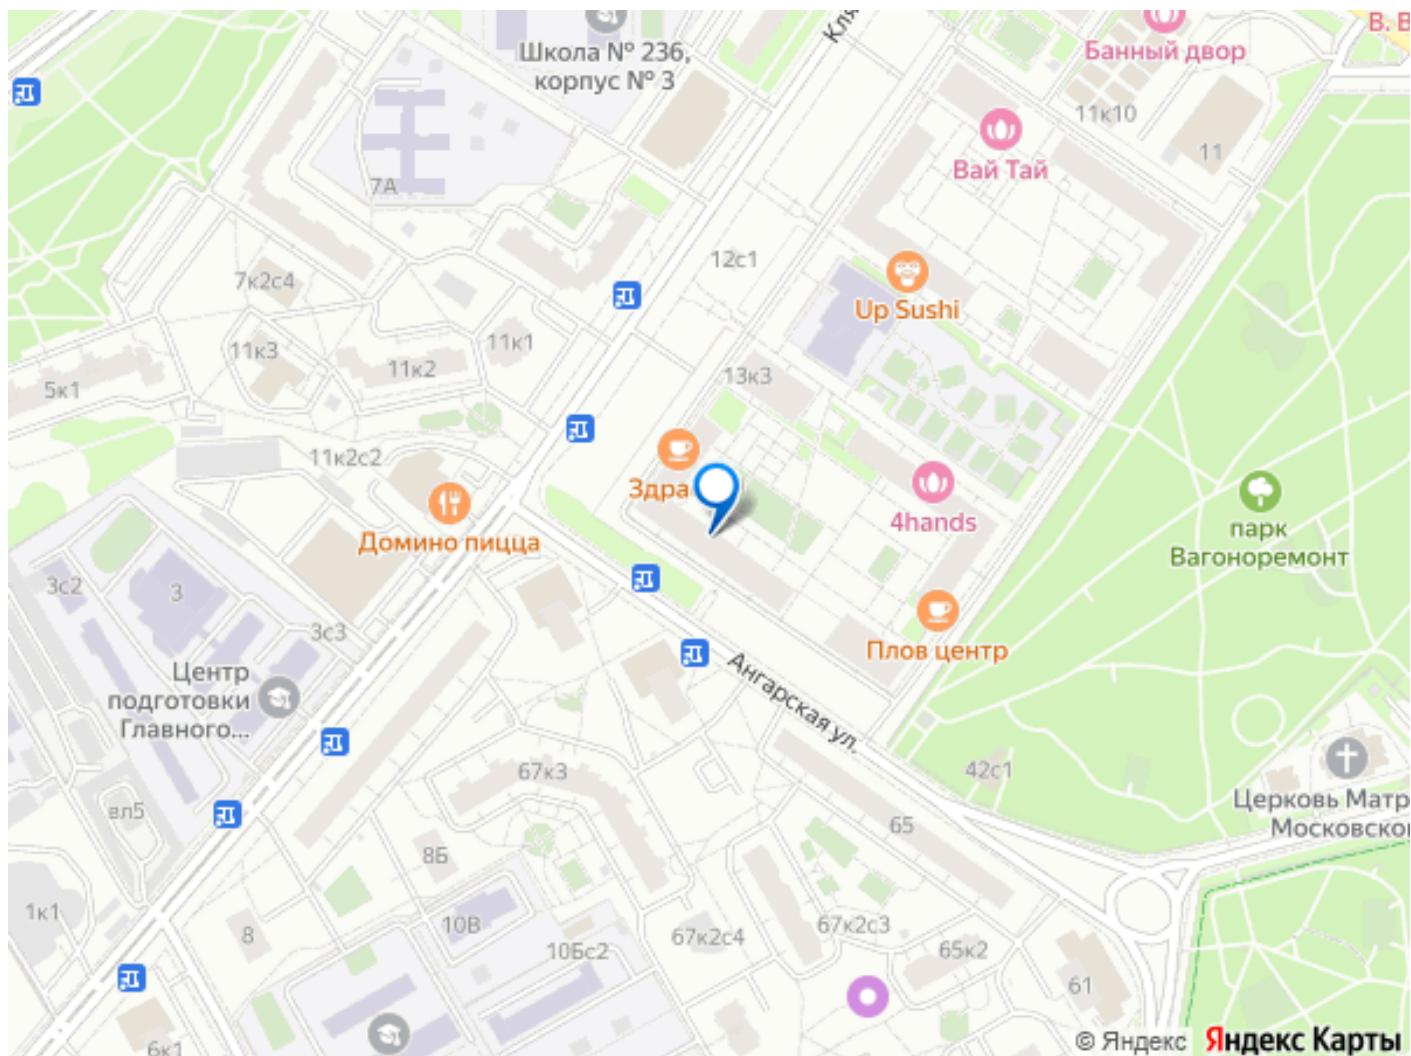 В. В
Кля
Школа № 236,
корпус № 3
Банный двор
11к10
11
Вай Тай
7А
12с1
7к2с4
Up Sushi
11к3
11к2
11к1
5к1
13к3
11к2с2
Здра
4hands
Домино пицца
парк
Вагоноремонт
3с2
3
3с3
Плов центр
Ангарская ул.
Центр
подготовки
Главного...
67к3
42с1
вл5
65
Церковь Матр
Московско
8Б
1к1
8
10В
10Бс2
67к2с4
67к2с3
65к2
61
6к1
© Яндекс Яндекс Карты